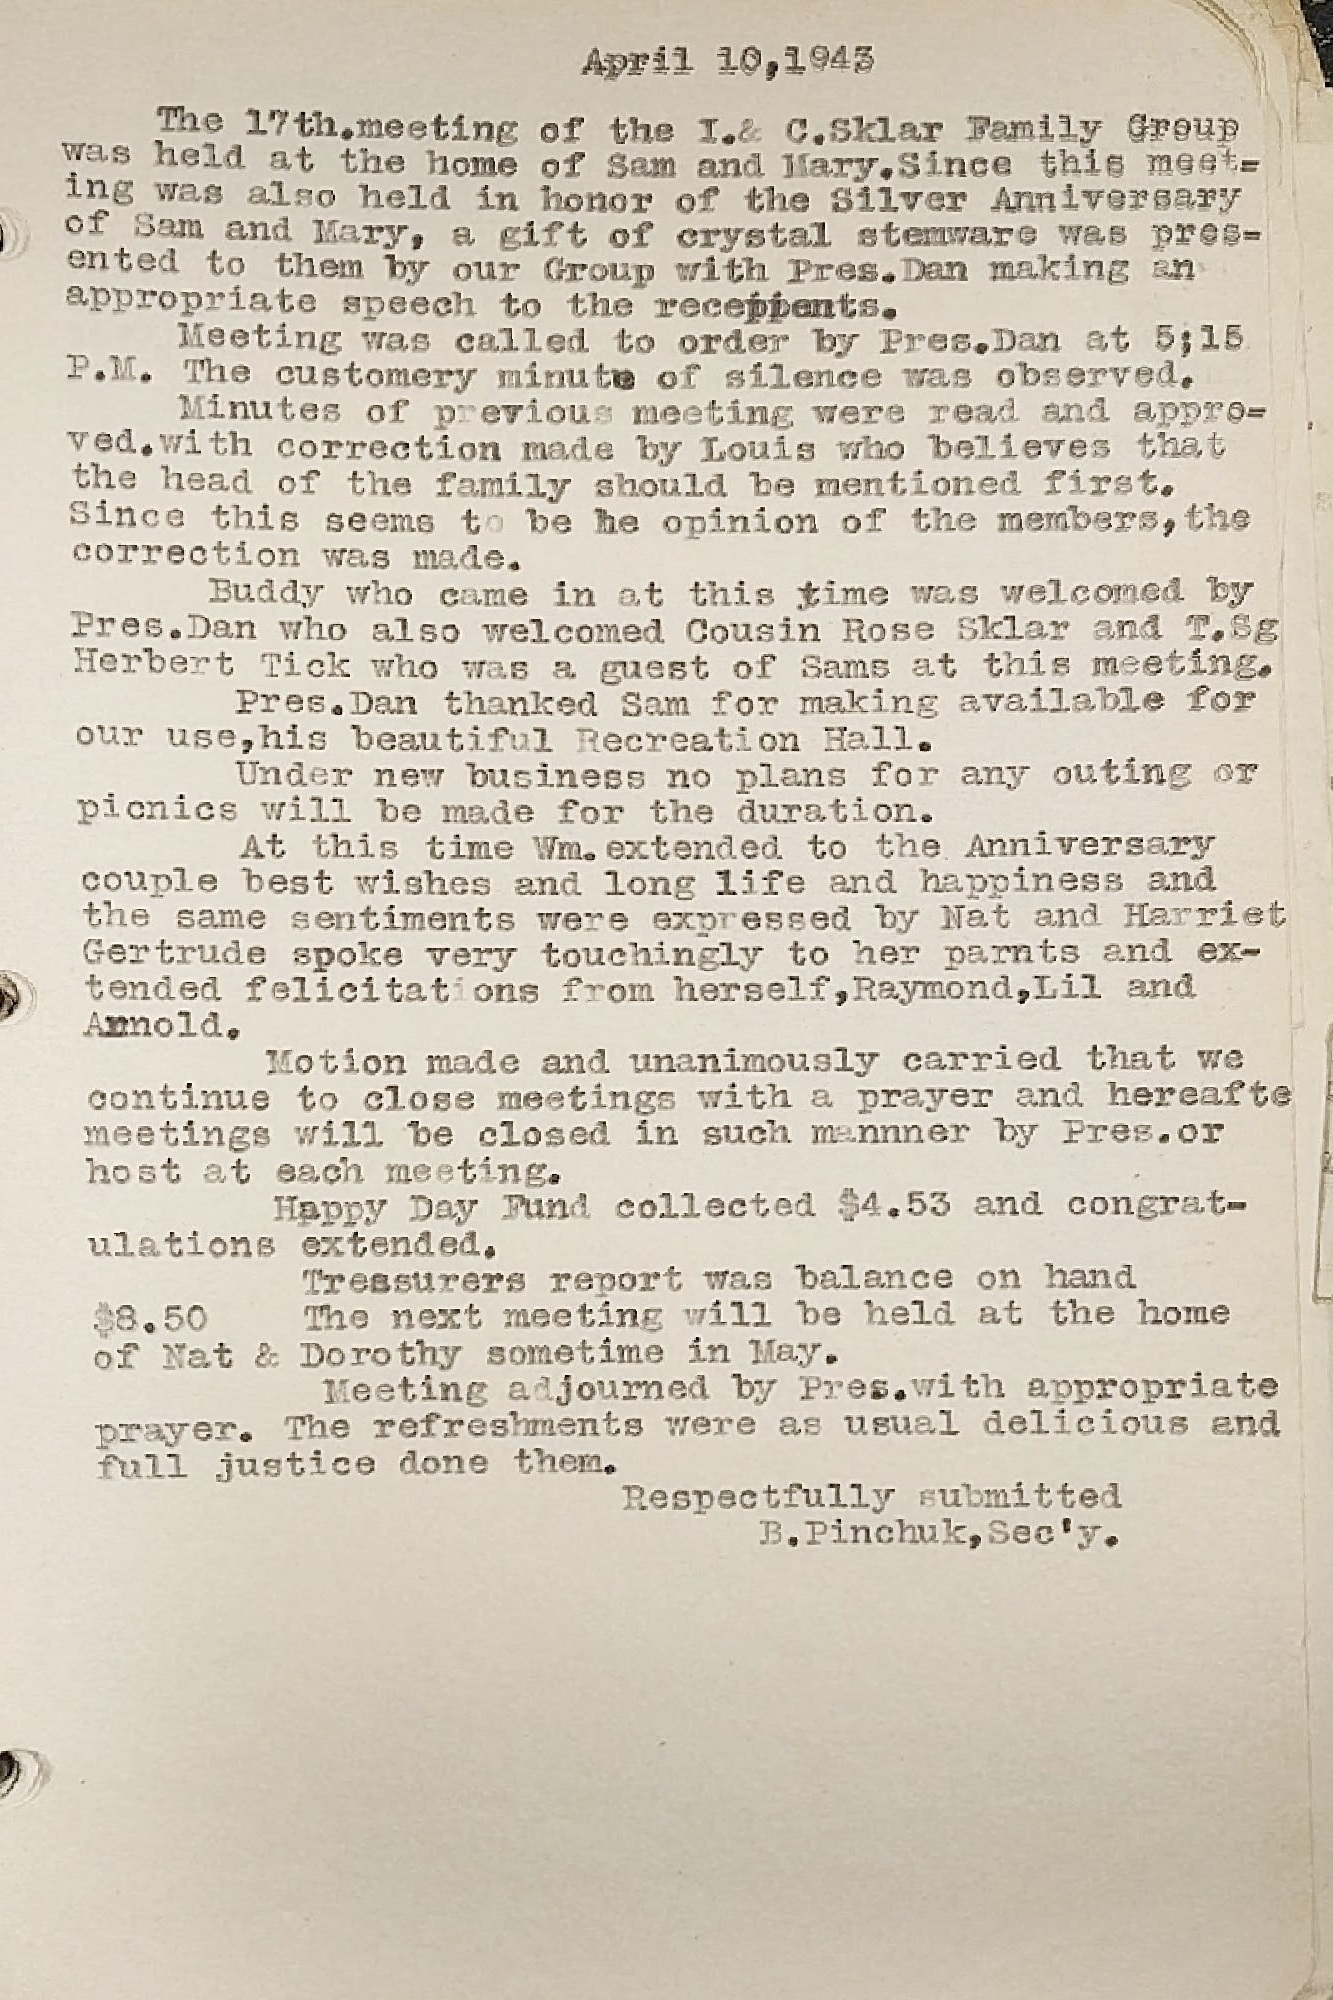 April 10,1943
The 17th.meeting of the I.& C.Sklar Family Group
was held at the home of Sam and Mary.Since this meet=
ing was also held in honor of the Silver Anniversary
of Sam and Mary, a gift of crystal stemware was pres=
ented to them by our Group with Pres.Dan making an
appropriate speech to the receppents.
Meeting was called to order by Pres.Dan at 5;15
P.M. The customery minute of silence was observed.
Minutes of previous meeting were read and appro=
ved.with correction made by Louis who believes that
the head of the family should be mentioned first.
Since this seems to be he opinion of the members,the
correction was made.
Buddy who came in at this time was welcomed by
Pres.Dan who also welcomed Cousin Rose Sklar and T.Sg
Herbert Tick who was a guest of Sams at this meeting.
Pres.Dan thanked Sam for making available for
our use,his beautiful Recreation Hall.
Under new business no plans for any outing or
picnics will be made for the duration.
At this time Wm.extended to the Anniversary
couple best wishes and long life and happiness and
the same sentiments were expressed by Nat and Harriet
Gertrude spoke very touchingly to her parnts and ex-
tended felicitations from herself,Raymond,Lil and
Arnold.
Motion made and unanimously carried that we
continue to close meetings with a prayer and hereafte
meetings will be closed in such mannner by Pres.or
host at each meeting.
Happy Day Fund collected $4.53 and congrat-
ulations extended.
Tressurers report was balance on hand
$8.50 The next meeting will be held at the home
of Nat & Dorothy sometime in May.
Meeting adjourned by Pres.with appropriate
prayer. The refreshments were as usual delicious and
full justice done them.
Respectfully submitted
B.Pinchuk,Sec'y.